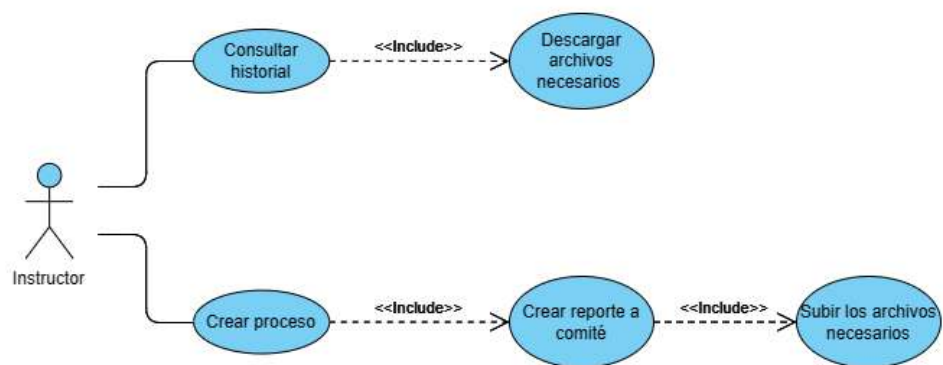 Consultar
historial
<<Include>>
Descargar
archivos
necesarios
Instructor
Crear proceso
<<Include>>
Crear reporte a
comité
<<Include>>
Subir los archivos
necesarios